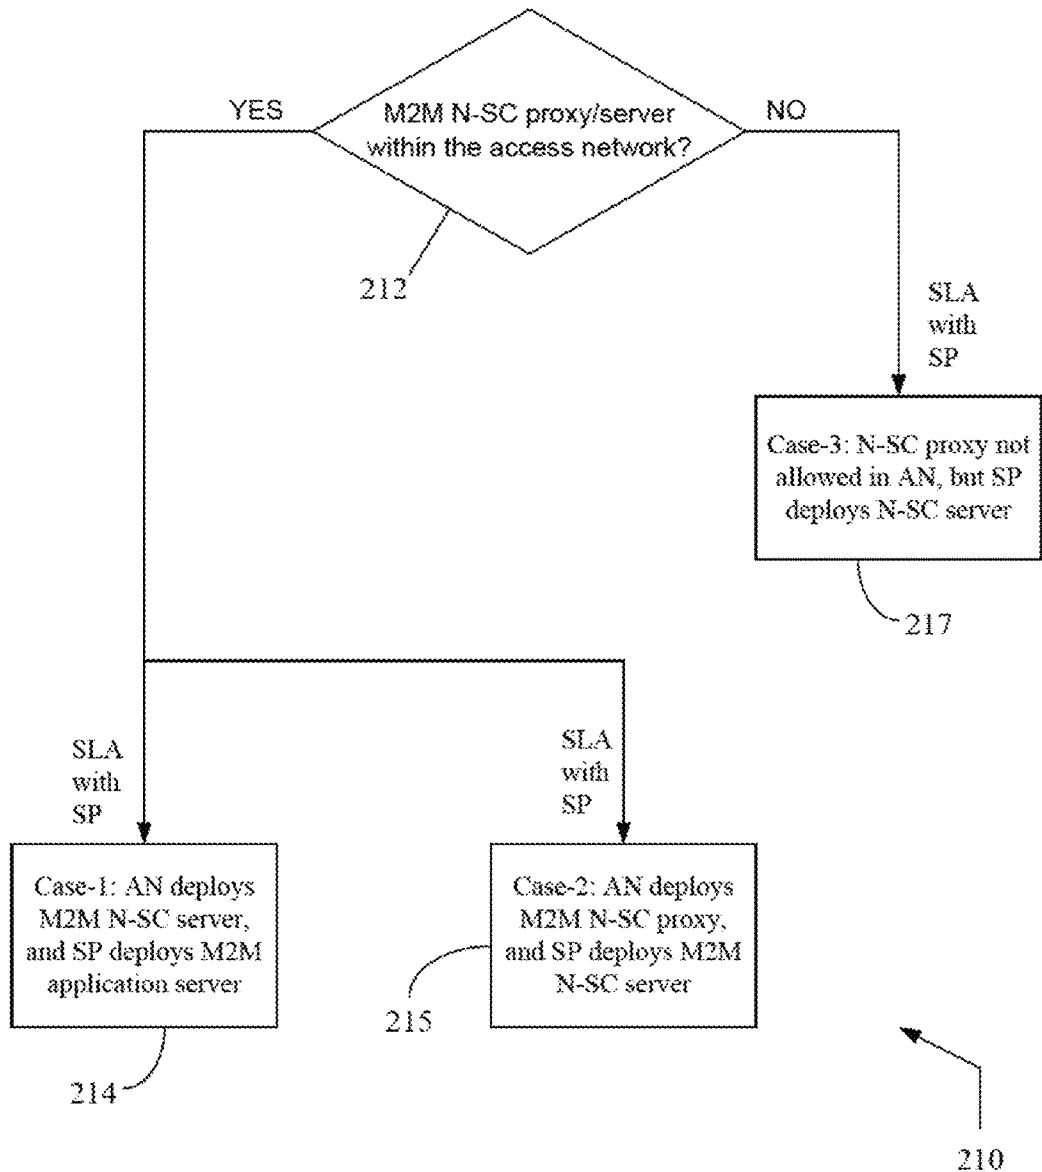 YES
M2M N-SC proxy/server
within the access network?
NO
212
SLA
with
SP
Case-3: N-SC proxy not
allowed in AN, but SP
deploys N-SC server
217
SLA
with
SP
SLA
with
SP
Case-1: AN deploys
M2M N-SC server,
and SP deploys M2M
application server
Case-2: AN deploys
M2M N-SC proxy,
and SP deploys M2M
N-SC server
215
214
210